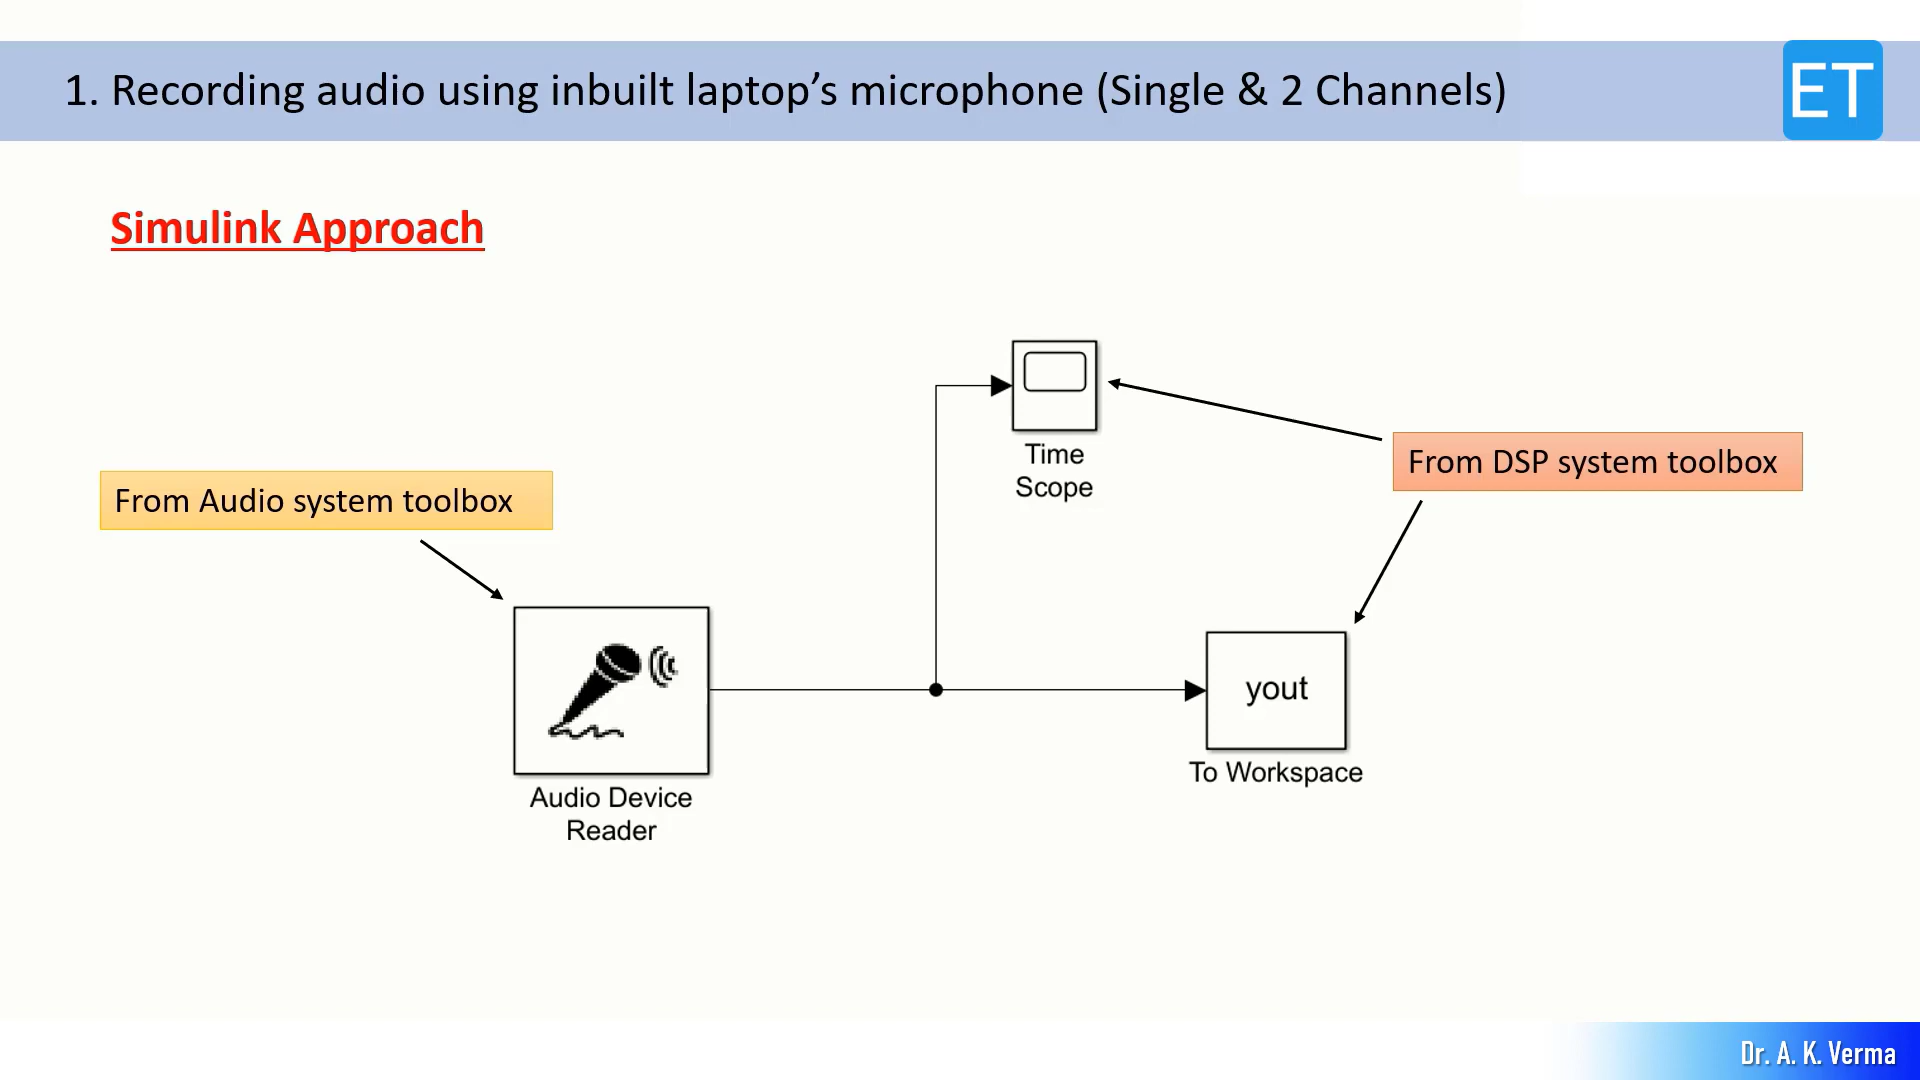 1. Recording audio using inbuilt laptop’s microphone (Single & 2 Channels)
ET
Simulink Approach
Time
Scope
From DSP system toolbox
From Audio system toolbox
yout
To Workspace
Audio Device
Reader
Dr. A. K. Verma